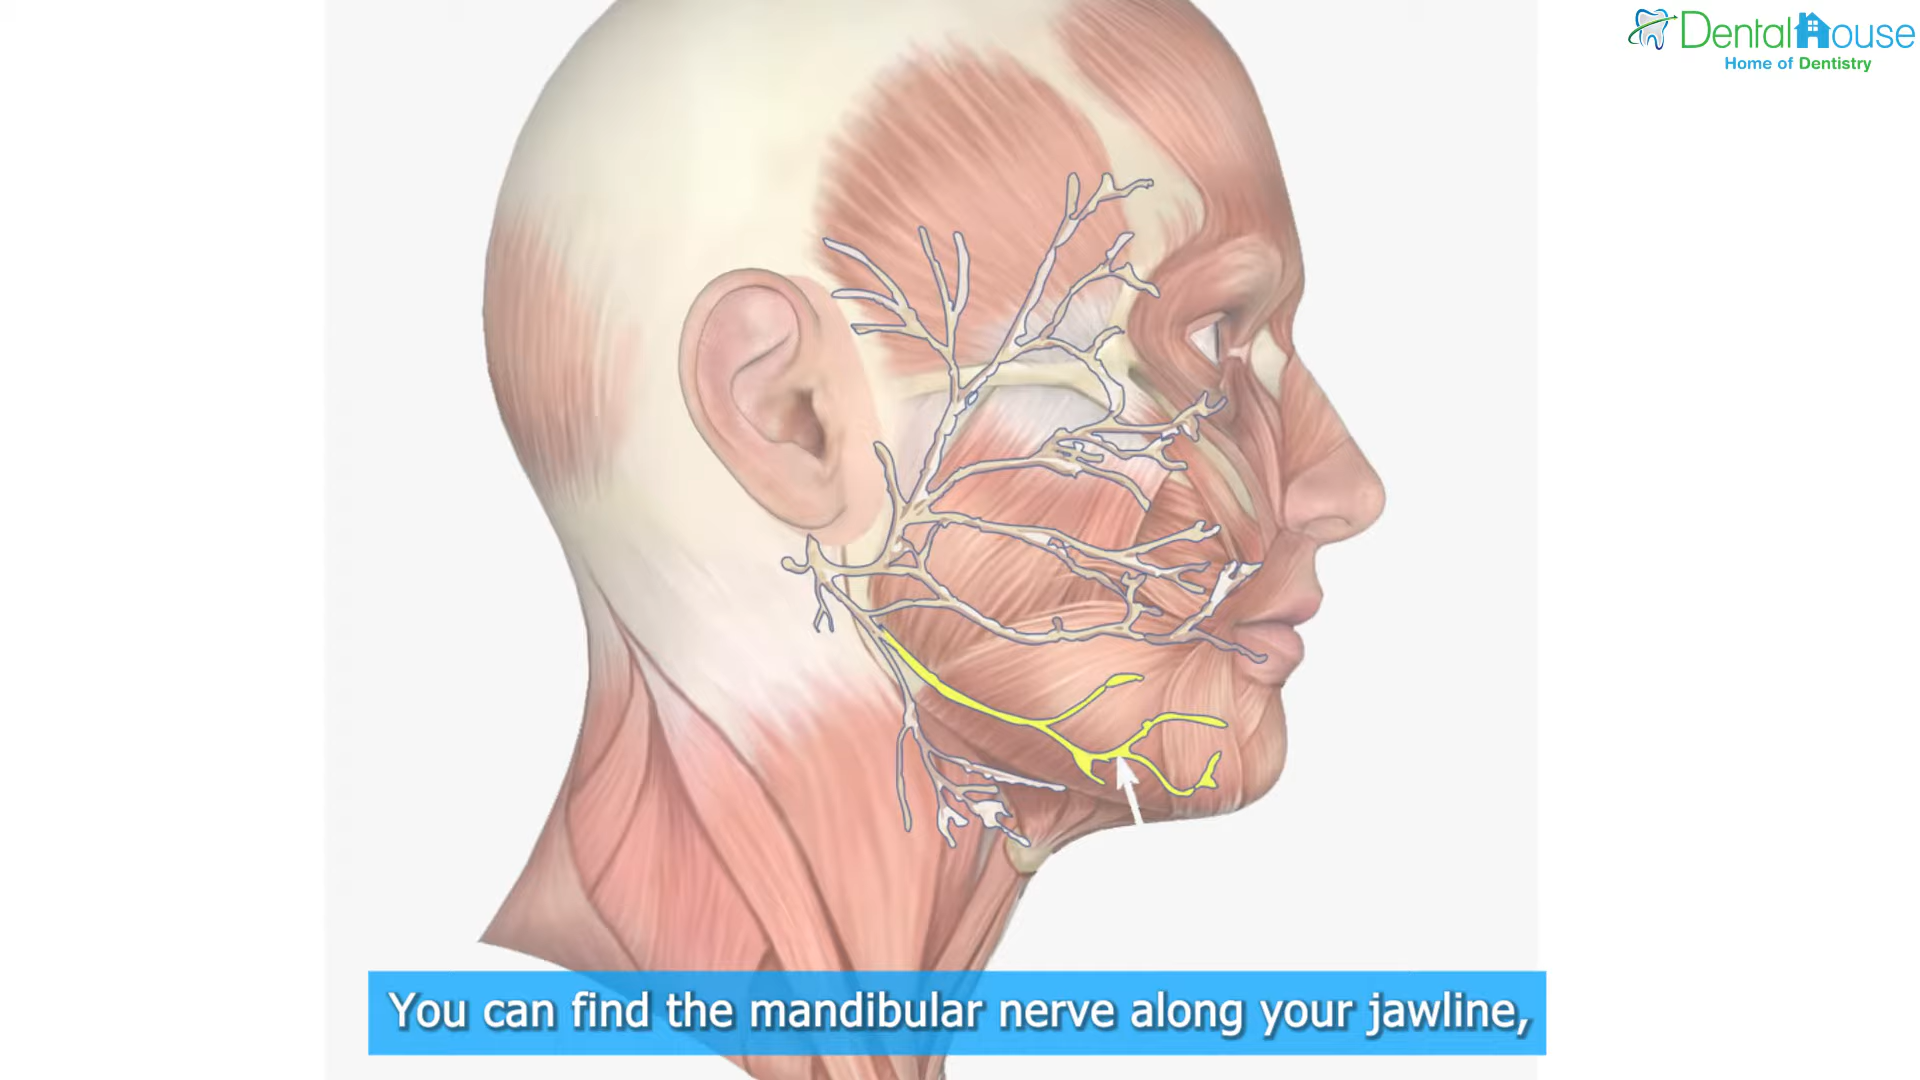 DentalHouse
Home of Dentistry
You can find the mandibular nerve along your jawline,